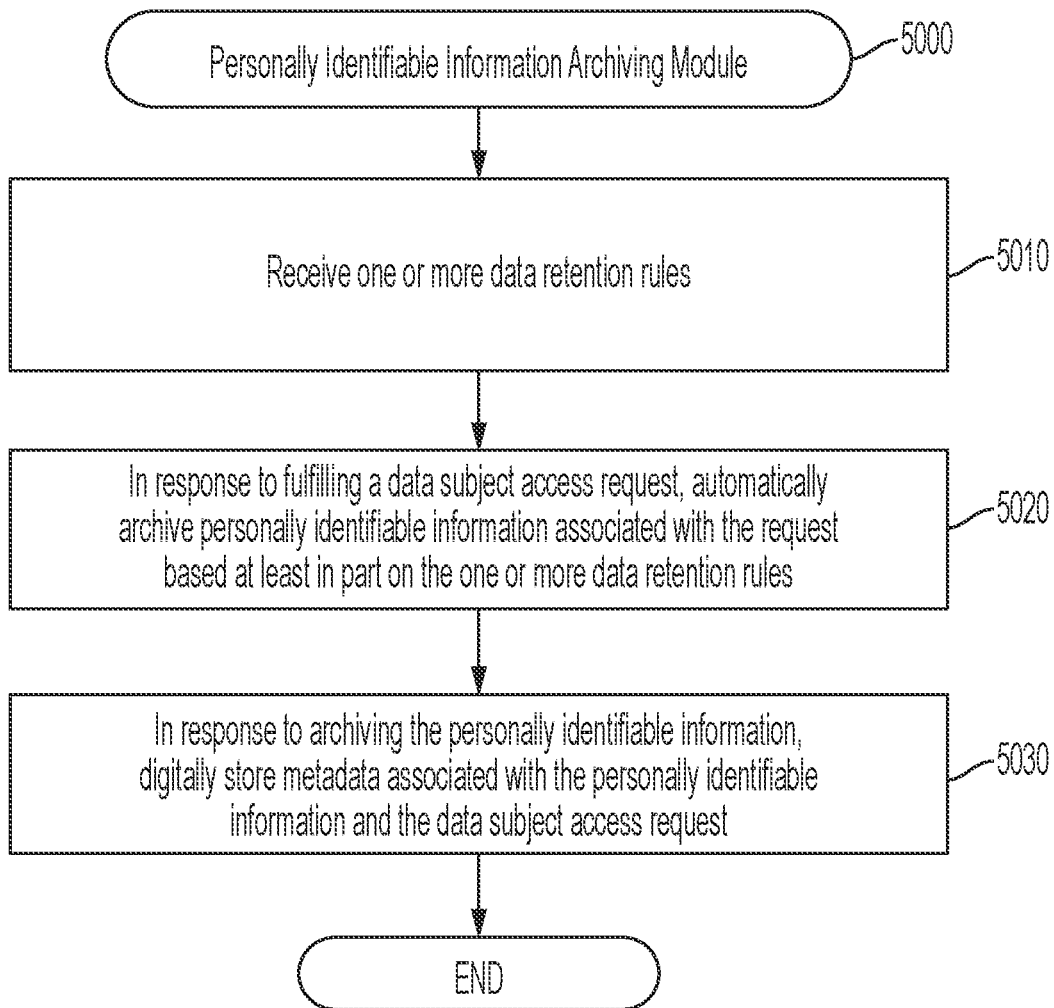 Personally Identifiable Information Archiving Module
5000
Receive one or more data retention rules
5010
In response to fulfilling a data subject access request, automatically
archive personally identifiable information associated with the request
based at least in part on the one or more data retention rules
5020
In response to archiving the personally identifiable information,
digitally store metadata associated with the personally identifiable
information and the data subject access request
5030
END